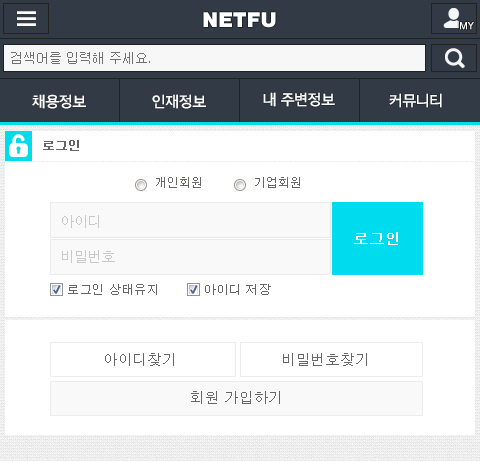 NETFU
MY
검색어를 입력해 주세요.
채용정보 인재정보 내 주변정보 커뮤니티
로그인
개인회원 기업회원
아이디
로그인
비밀번호
로그인 상태유지 아이디 저장
아이디찾기 비밀번호찾기
회원 가입하기